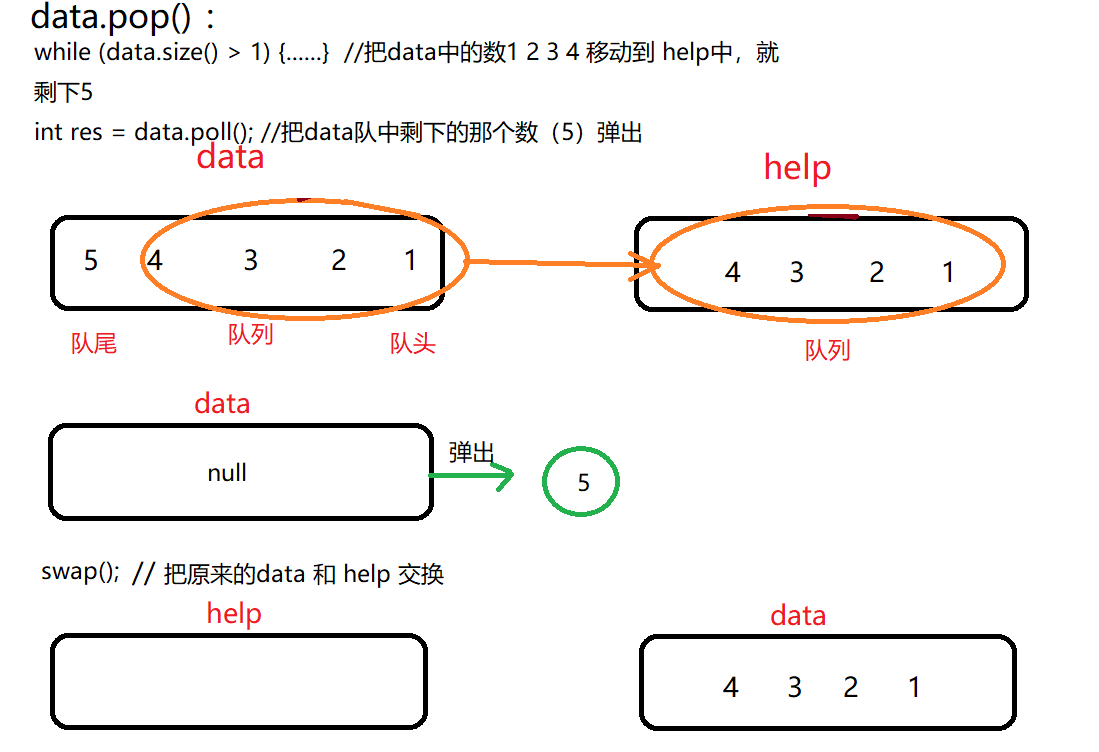 data.pop() ：
while (data.size() > 1) {......}  //把data中的数1 2 3 4 移动到 help中，就
剩下5
int res = data.poll(); //把data队中剩下的那个数（5）弹出
data
help
5 4 3 2 1
4 3 2 1
队尾 队列 队头
队列
data
null
弹出
5
swap();  // 把原来的data 和 help 交换
help
data
4 3 2 1